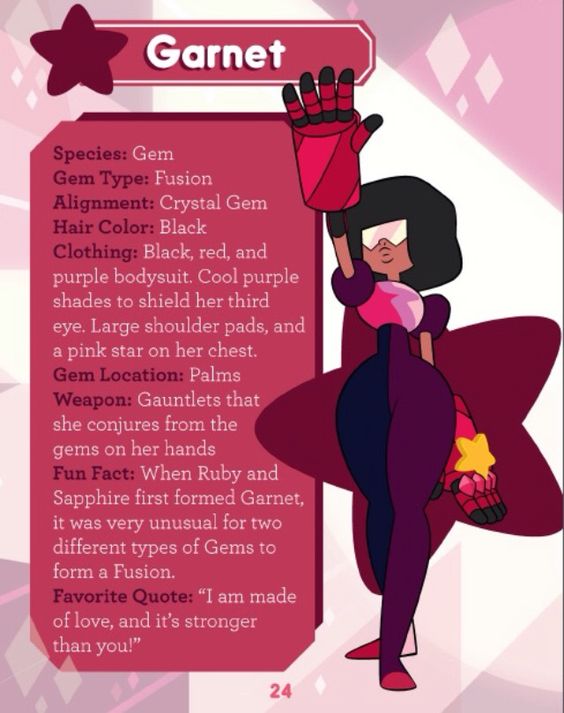 Garnet
Species: Gem
Gem Type: Fusion
Alignment: Crystal Gem
Hair Color: Black
Clothing: Black, red, and
purple bodysuit. Cool purple
shades to shield her third
eye. Large shoulder pads, and
a pink star on her chest.
Gem Location: Palms
Weapon: Gauntlets that
she conjures from the
gems on her hands
Fun Fact: When Ruby and
Sapphire first formed Garnet,
it was very unusual for two
different types of Gems to
form a Fusion.
Favorite Quote: “I am made
of love, and it’s stronger
than you!”
24